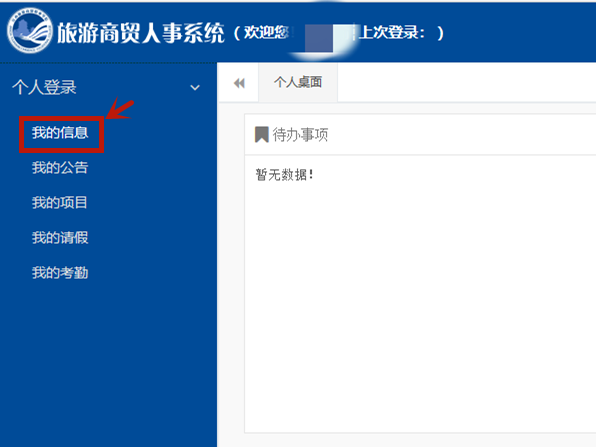 旅游商贸人事系统 (欢迎您 上次登录: )
个人登录
个人桌面
我的信息
我的公告
我的项目
我的请假
我的考勤
待办事项
暂无数据!